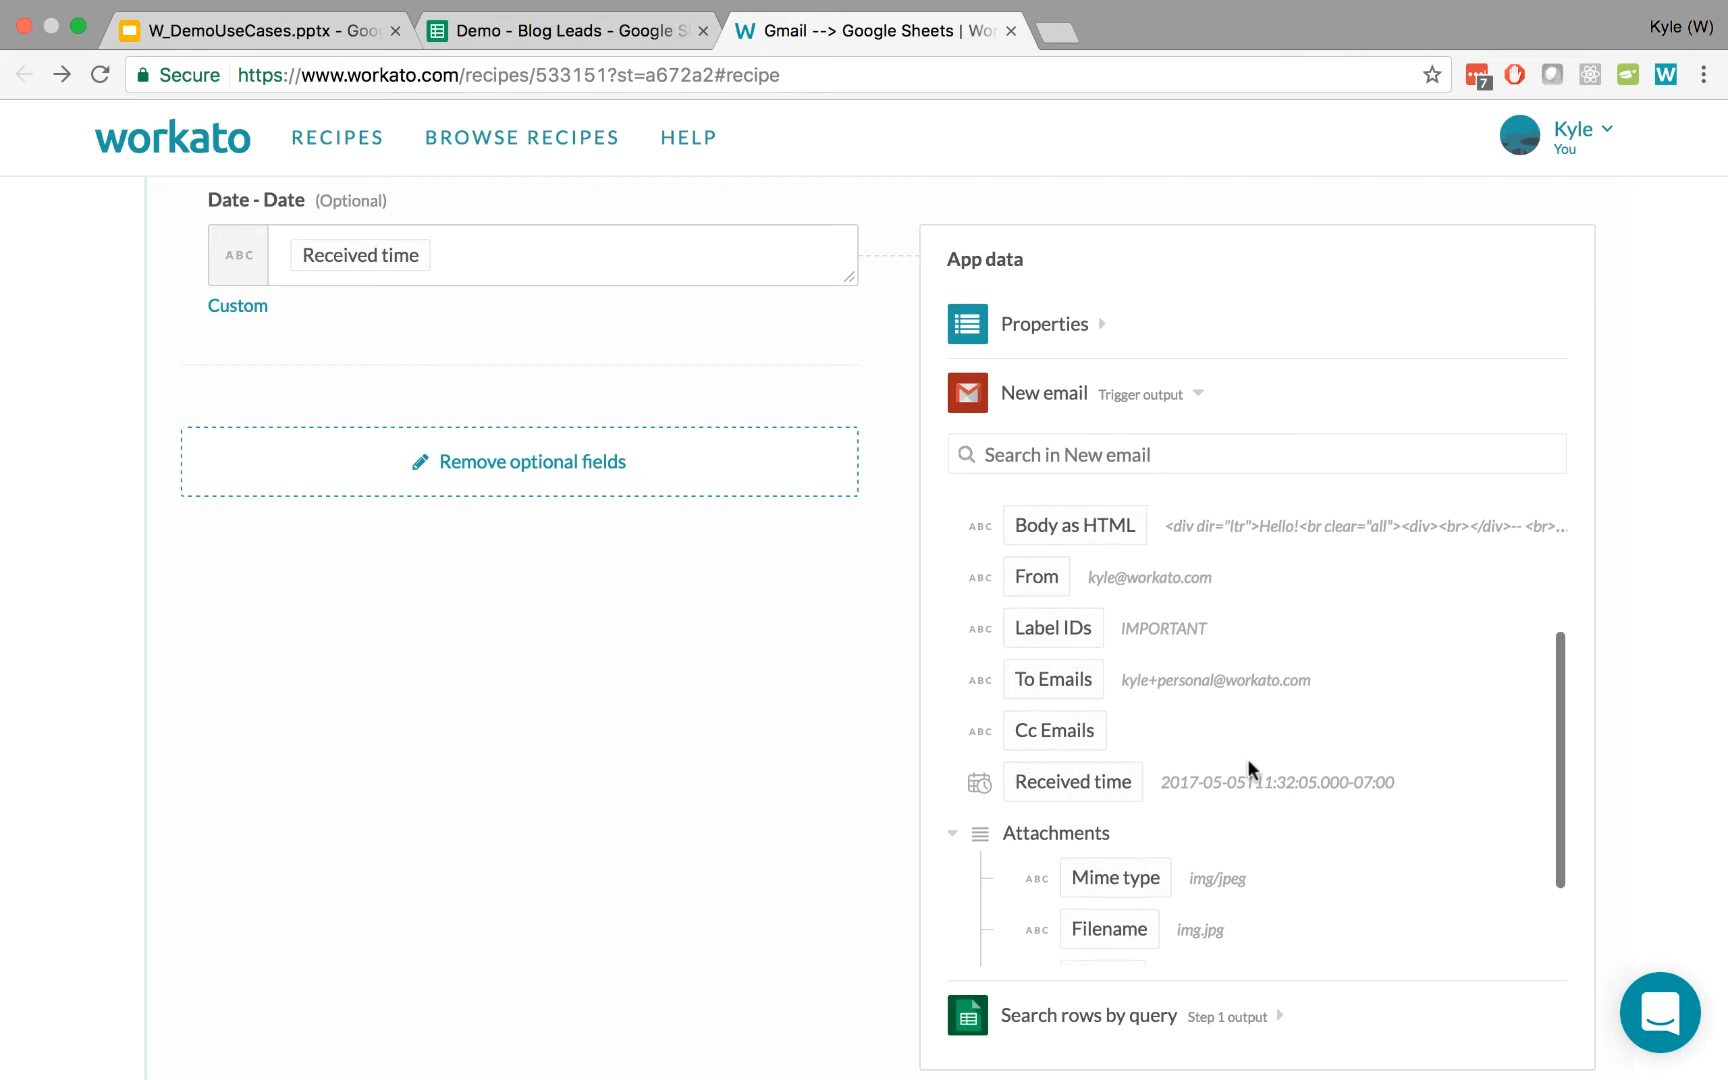 W_DemoUseCases.pptx - Goo
Demo - Blog Leads - Google S
Gmail --> Google Sheets | Wor
Kyle (W)
Secure
https://www.workato.com/recipes/533151?st=a672a2#recipe
7
W
workato
RECIPES
BROWSE RECIPES
HELP
Kyle
You
Date - Date (Optional)
ABC
Received time
Custom
Remove optional fields
App data
Properties
New email Trigger output
Search in New email
ABC Body as HTML <div dir="ltr">Hello!<br clear="all"><div><br></div>-- <br>...
ABC From kyle@workato.com
ABC Label IDs IMPORTANT
ABC To Emails kyle+personal@workato.com
ABC Cc Emails
Received time 2017-05-05T11:32:05.000-07:00
Attachments
ABC Mime type img/jpeg
ABC Filename img.jpg
Search rows by query Step 1 output